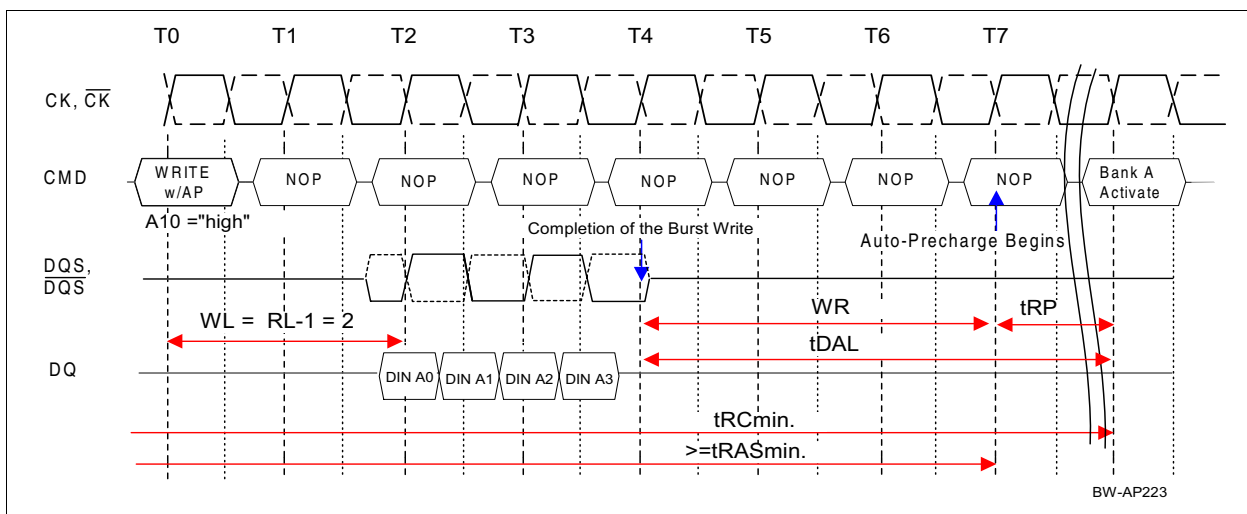 T0 T1 T2 T3 T4 T5 T6 T7
CK, CK
CMD WRITE w/AP NOP NOP NOP NOP NOP NOP NOP Bank A Activate
A10 ="high"
Completion of the Burst Write
Auto-Precharge Begins
DQS,
DQS
WL = RL-1 = 2
WR
tRP
tDAL
DQ DIN A0 DIN A1 DIN A2 DIN A3
tRCmin.
>=tRASmin.
BW-AP223